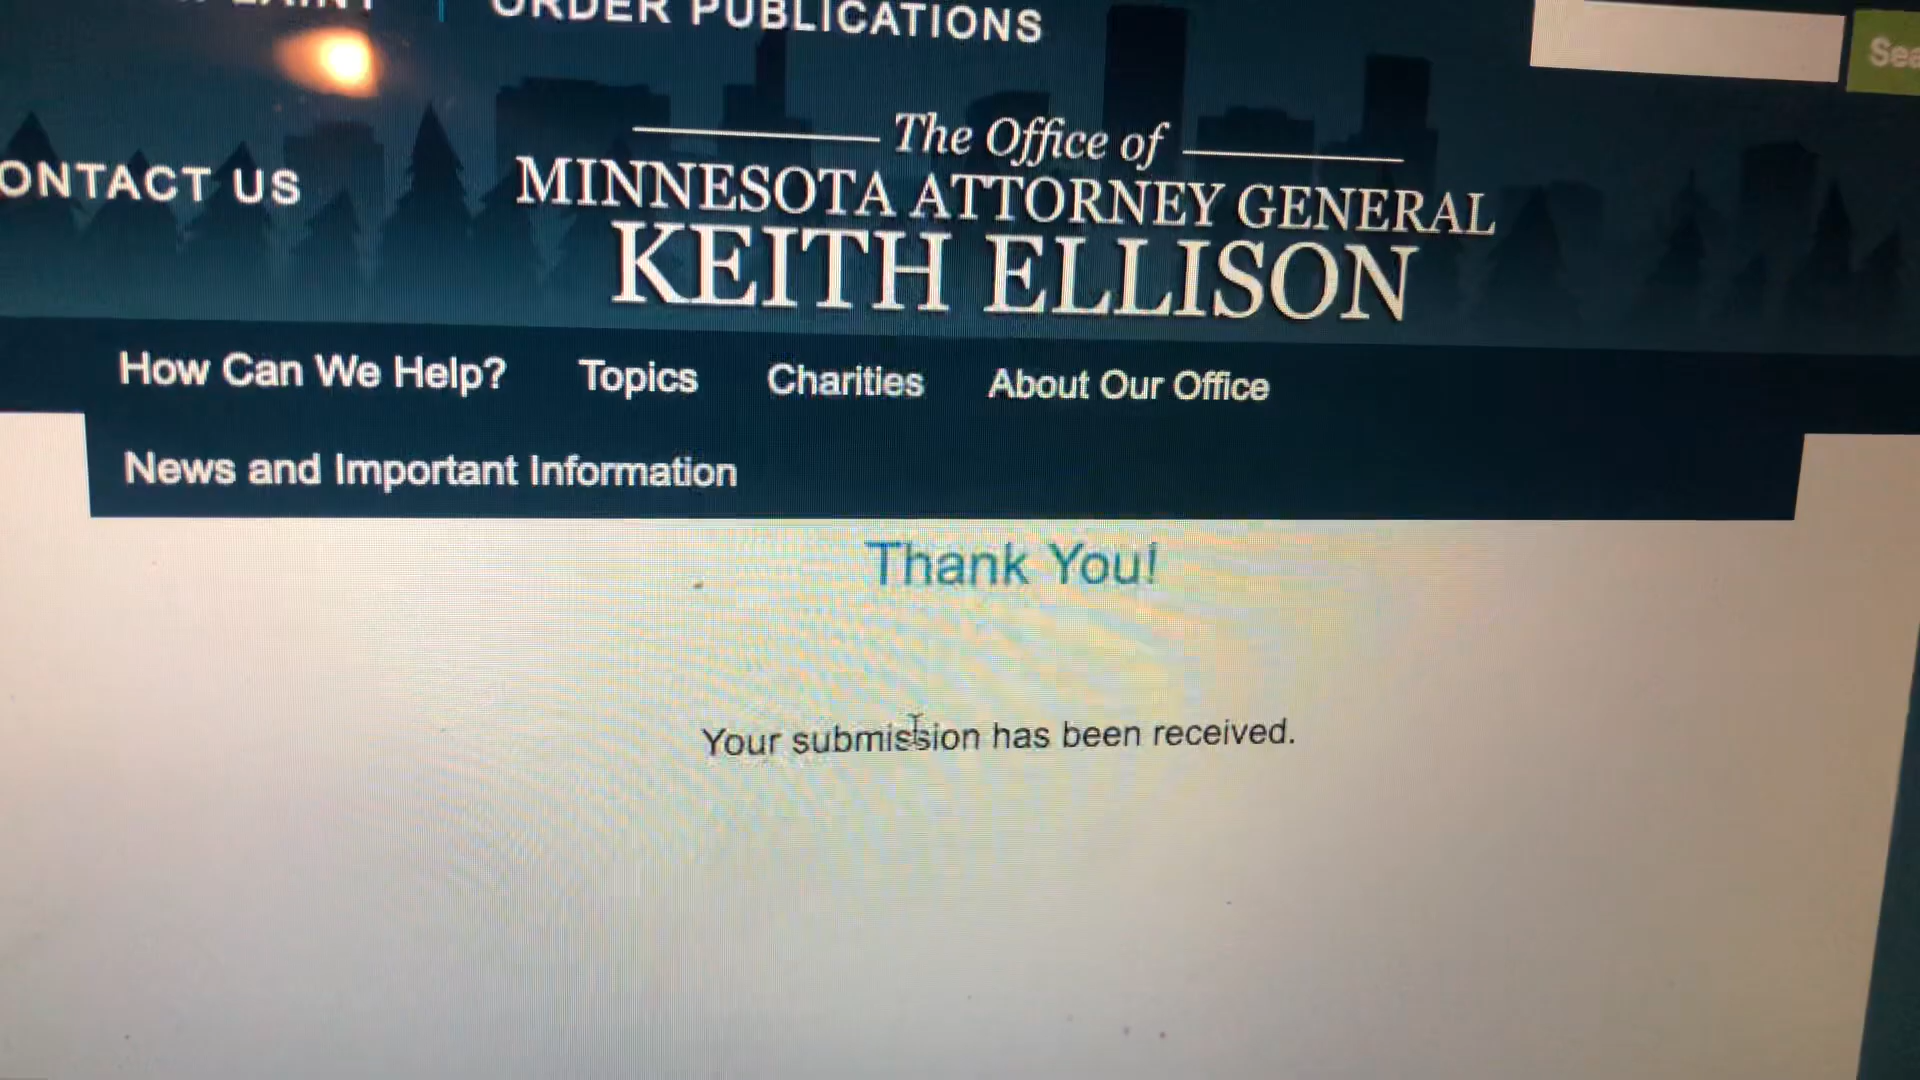 ORDER PUBLICATIONS
The Office of
ONTACT US
MINNESOTA ATTORNEY GENERAL
KEITH ELLISON
How Can We Help?
Topics
Charities
About Our Office
News and Important Information
Thank You!
Your submission has been received.